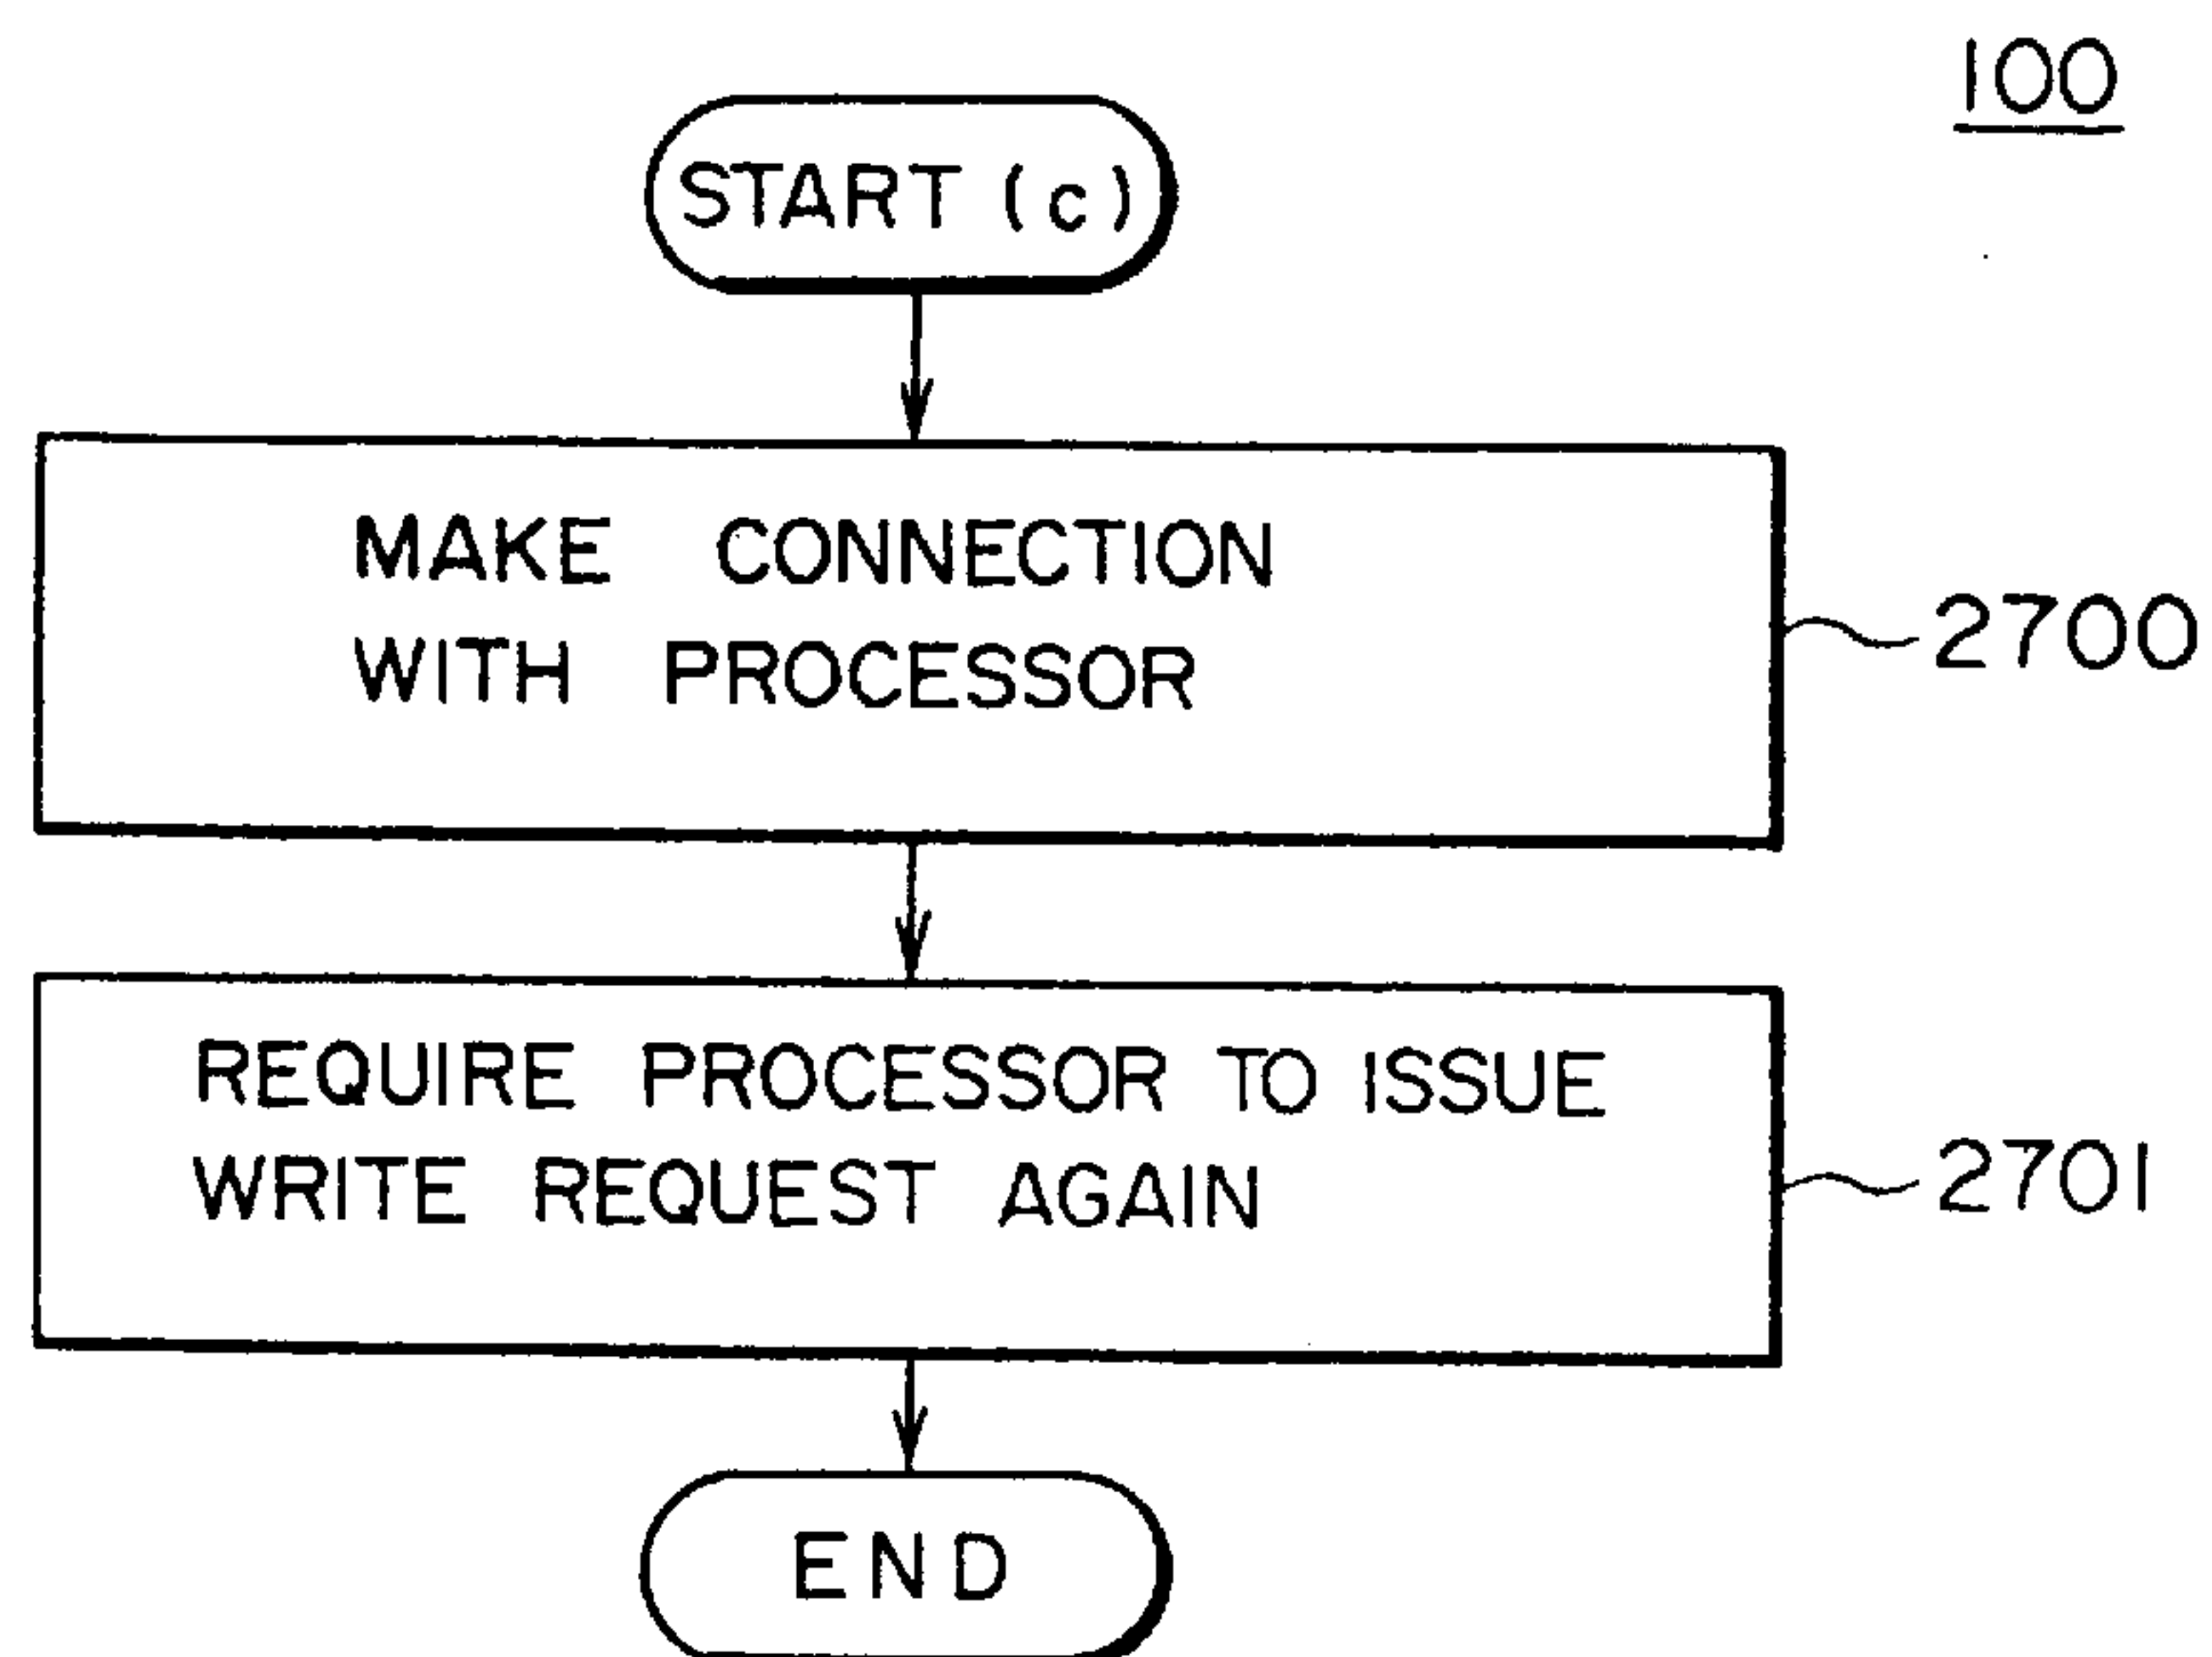 100
START (c)
MAKE CONNECTION
WITH PROCESSOR
2700
REQUIRE PROCESSOR TO ISSUE
WRITE REQUEST AGAIN
2701
END